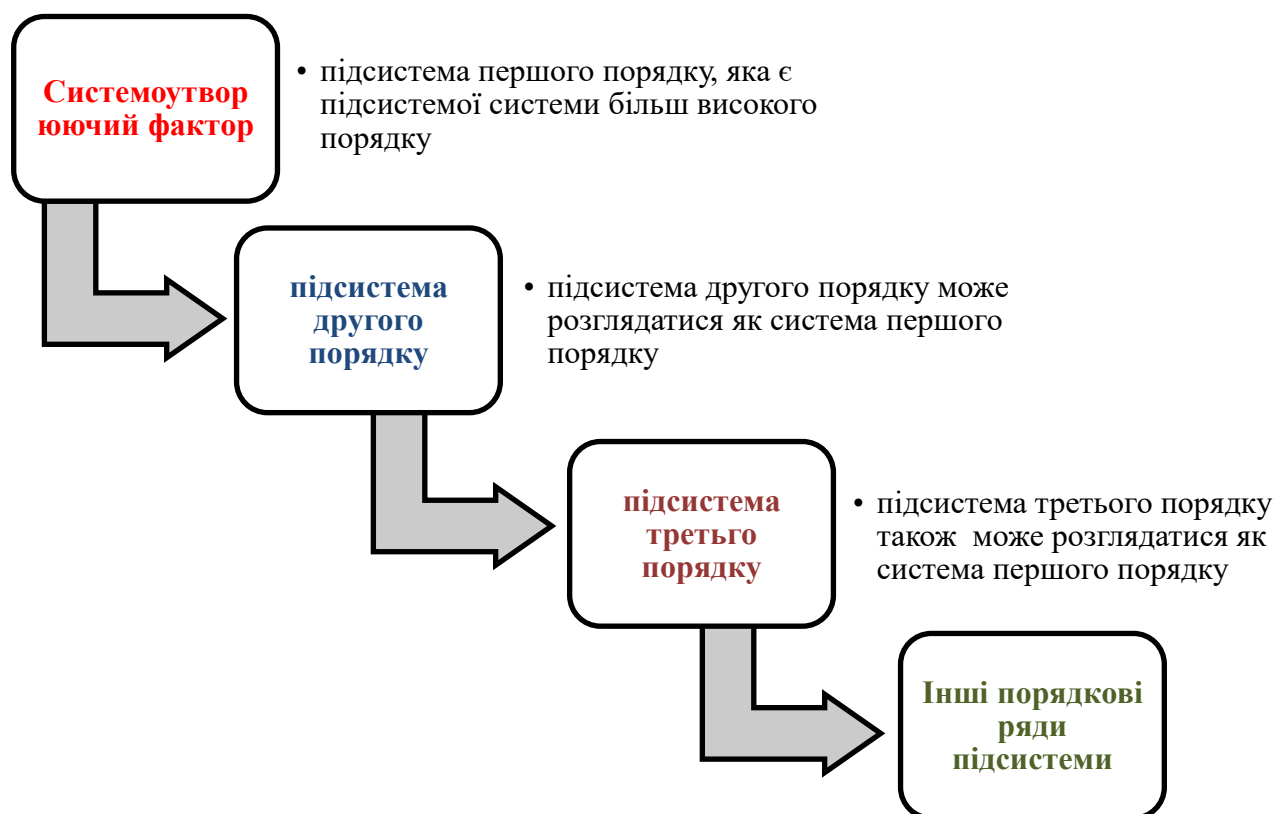 Системоутвор
юючий фактор
• підсистема першого порядку, яка є
підсистемої системи більш високого
порядку
підсистема
другого
порядку
• підсистема другого порядку може
розглядатися як система першого
порядку
підсистема
третьго
порядку
• підсистема третього порядку
також може розглядатися як
система першого порядку
Інші порядкові
ряди
підсистеми